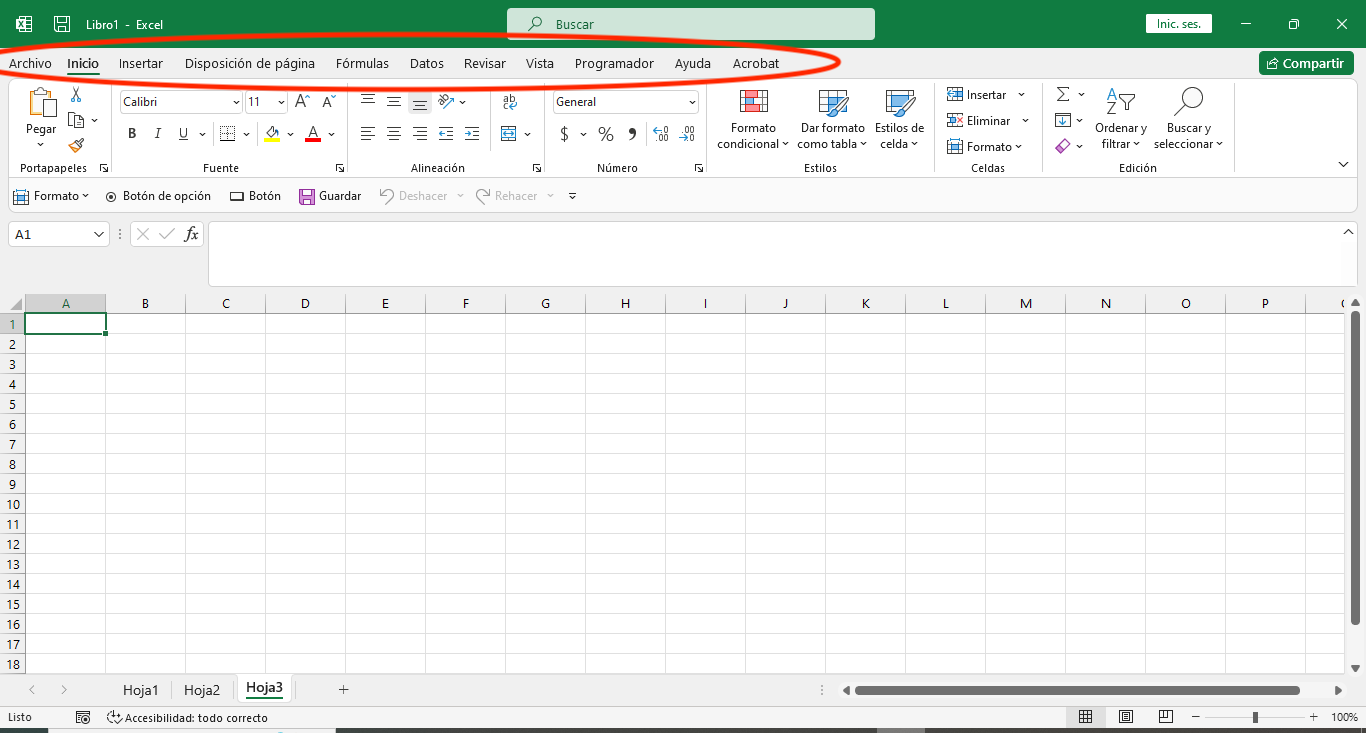 Libro1 - Excel
Buscar
Inic. ses.
Archivo Inicio Insertar Disposición de página Fórmulas Datos Revisar Vista Programador Ayuda Acrobat
Compartir
Pegar
Portapapeles
Calibri 11
N I U
Fuente
ab
Alineación
General
$ % ,
Número
Formato condicional
Dar formato como tabla
Estilos de celda
Estilos
Insertar
Eliminar
Formato
Celdas
Ordenar y filtrar
Buscar y seleccionar
Edición
Formato Botón de opción Botón Guardar Deshacer Rehacer
A1 fx
A B C D E F G H I J K L M N O P
1
2
3
4
5
6
7
8
9
10
11
12
13
14
15
16
17
18
Hoja1 Hoja2 Hoja3
Listo Accesibilidad: todo correcto 100%